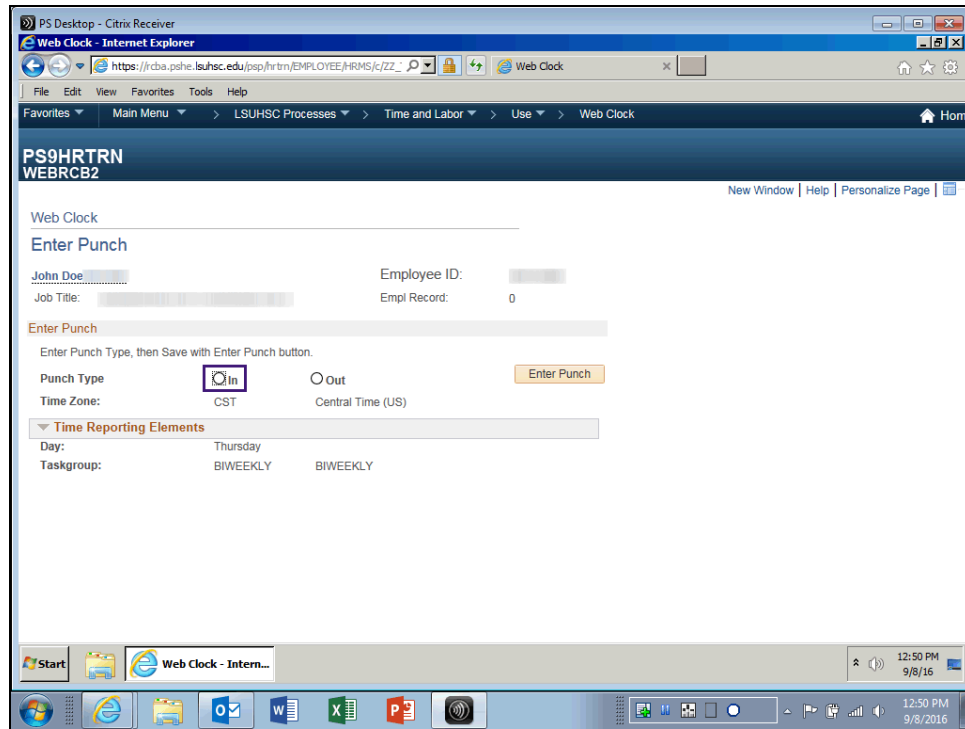 PS Desktop - Citrix Receiver
Web Clock - Internet Explorer
https://rcba.pshe.lsuhsc.edu/psp/hrtrn/EMPLOYEE/HRMS/c/ZZ_ Web Clock
File Edit View Favorites Tools Help
Favorites Main Menu > LSUHSC Processes > Time and Labor > Use > Web Clock Hom
PS9HRTRN
WEBRCB2
New Window | Help | Personalize Page |
Web Clock
Enter Punch
John Doe Employee ID:
Job Title: Empl Record: 0
Enter Punch
Enter Punch Type, then Save with Enter Punch button.
Punch Type In Out Enter Punch
Time Zone: CST Central Time (US)
Time Reporting Elements
Day: Thursday
Taskgroup: BIWEEKLY BIWEEKLY
Start Web Clock - Intern... 12:50 PM
9/8/16
12:50 PM
9/8/2016